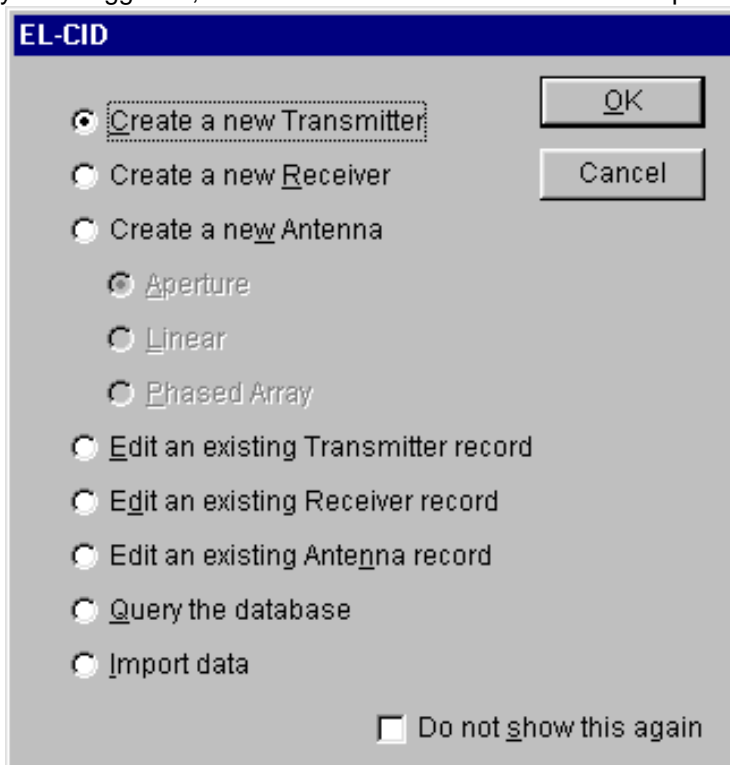 EL-CID
Create a new Transmitter
OK
Create a new Receiver
Cancel
Create a new Antenna
Aperture
Linear
Phased Array
Edit an existing Transmitter record
Edit an existing Receiver record
Edit an existing Antenna record
Query the database
Import data
Do not show this again